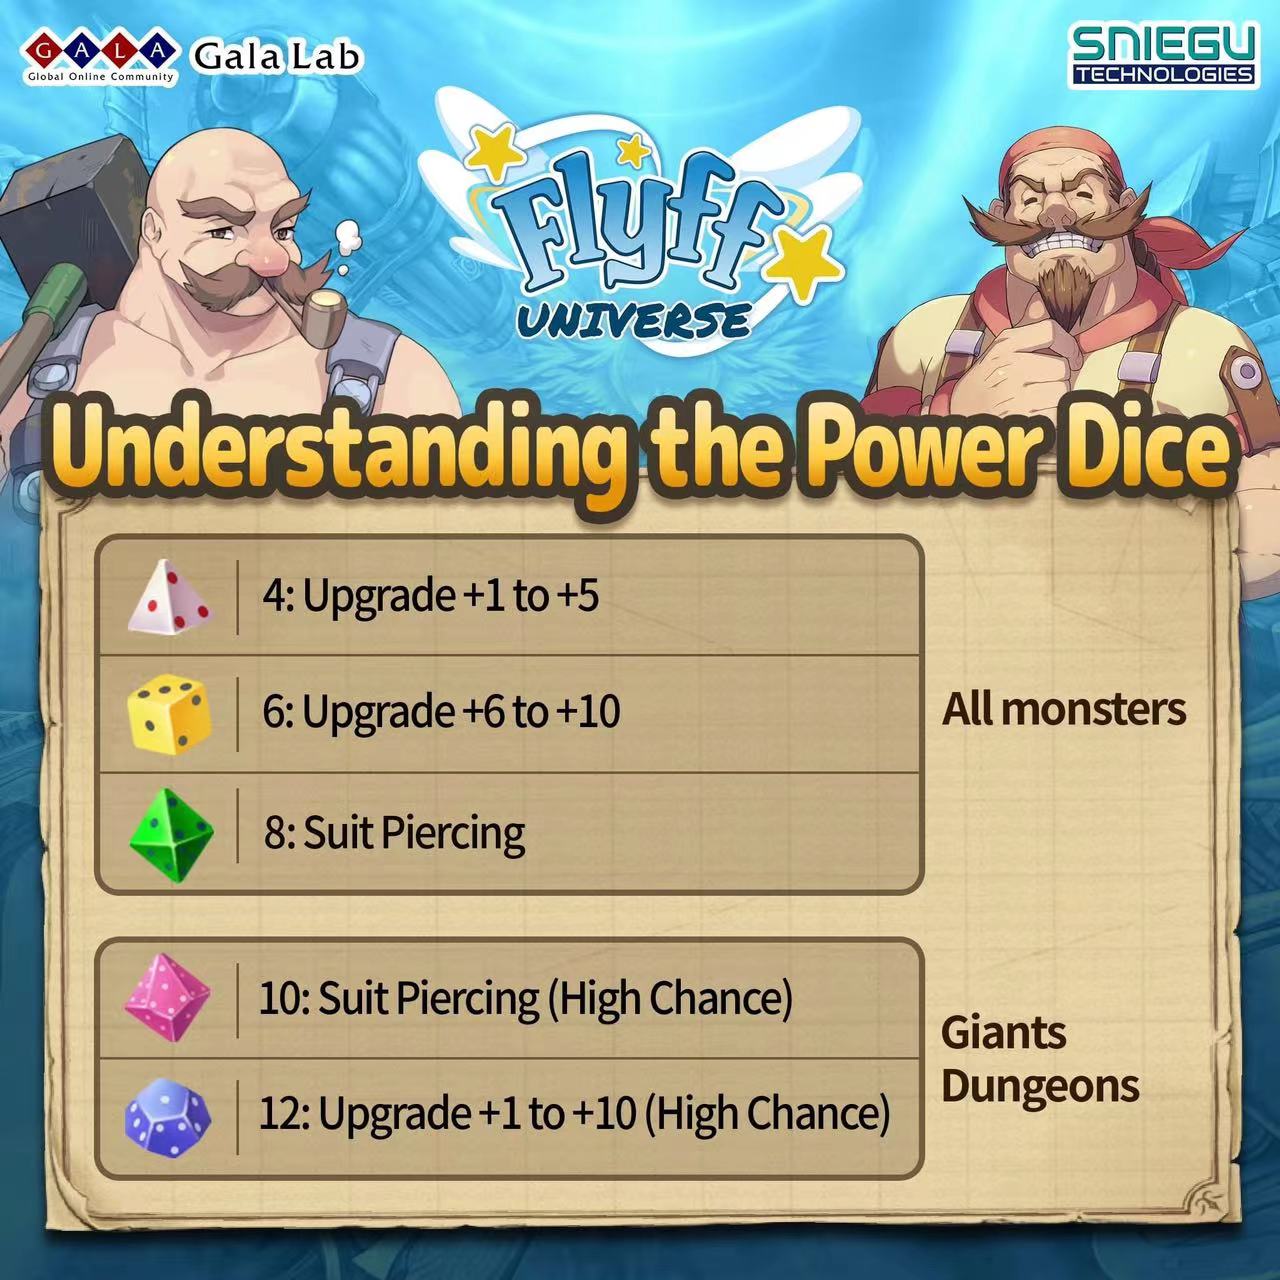 GALA
Global Online Community
Gala Lab
SNIEGU
TECHNOLOGIES
Flyff
UNIVERSE
Understanding the Power Dice
4: Upgrade +1 to +5
6: Upgrade +6 to +10
8: Suit Piercing
All monsters
10: Suit Piercing (High Chance)
12: Upgrade +1 to +10 (High Chance)
Giants
Dungeons